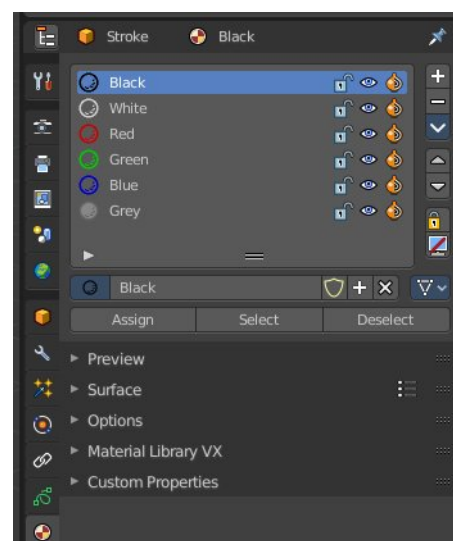 Stroke Black
Black
White
Red
Green
Blue
Grey
Black
Assign Select Deselect
Preview
Surface
Options
Material Library VX
Custom Properties